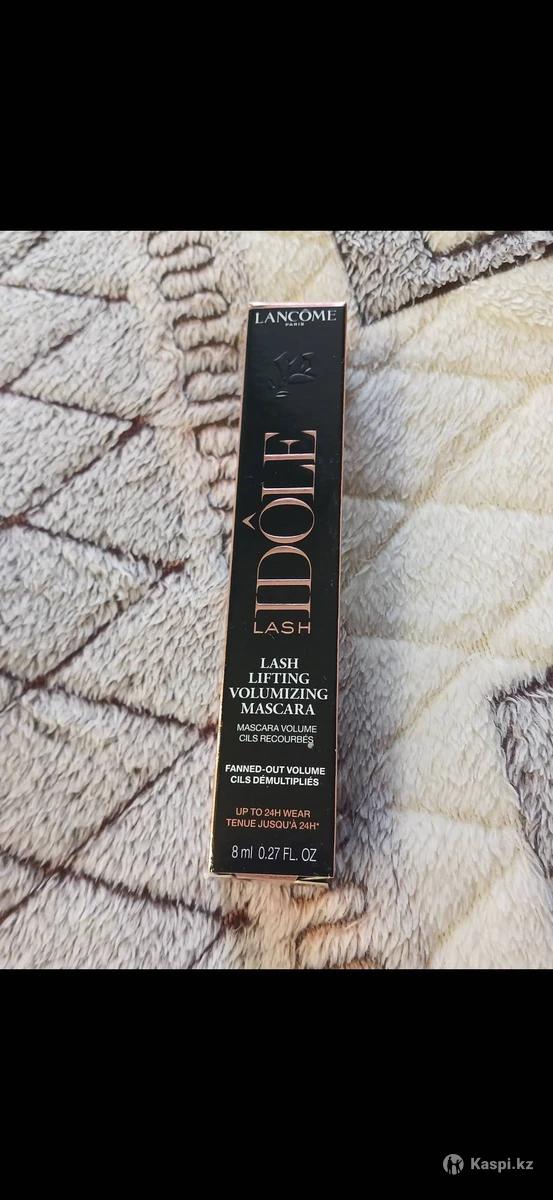 LANCÔME
PARIS
IDÔLE
LASH
LASH
LIFTING
VOLUMIZING
MASCARA
MASCARA VOLUME
CILS RECOURBÉS
FANNED-OUT VOLUME
CILS DÉMULTIPLIÉS
UP TO 24H WEAR
TENUE JUSQU'À 24H*
8 ml 0.27 FL. OZ
Kaspi.kz